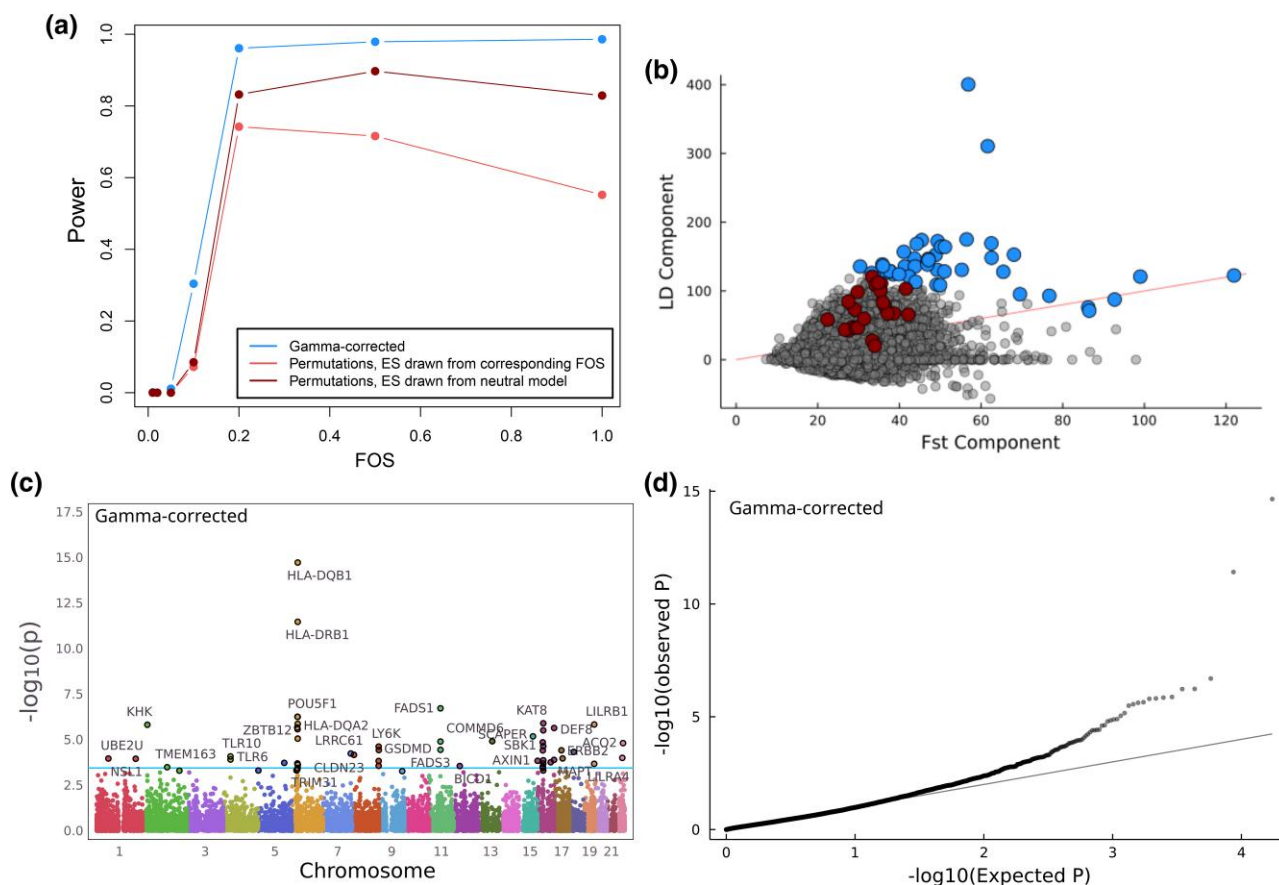 (a)
1.0
0.8
0.6
0.4
0.2
0.0
Power
0.0 0.2 0.4 0.6 0.8 1.0
FOS
Gamma-corrected
Permutations, ES drawn from corresponding FOS
Permutations, ES drawn from neutral model
(b)
400
300
200
100
0
LD Component
0 20 40 60 80 100 120
Fst Component
(c)
Gamma-corrected
17.5
15.0
12.5
10.0
7.5
5.0
2.5
0.0
-log10(p)
HLA-DQB1
HLA-DRB1
POU5F1
FADS1
KAT8
LILRB1
KHK
ZBTB12
HLA-DQA2
LY6K
COMMD6
DEF8
UBE2U
TLR10
LRRC61
GSDMD
SCAPER
ACO2
TMEM163
TLR6
SBK1
ERBB2
NSL1
CLDN23
FADS3
AXIN1
MAPT
TRIM31
BICD1
LILRA4
1 3 5 7 9 11 13 15 17 19 21
Chromosome
(d)
Gamma-corrected
15
10
5
0
-log10(observed P)
0 1 2 3 4
-log10(Expected P)